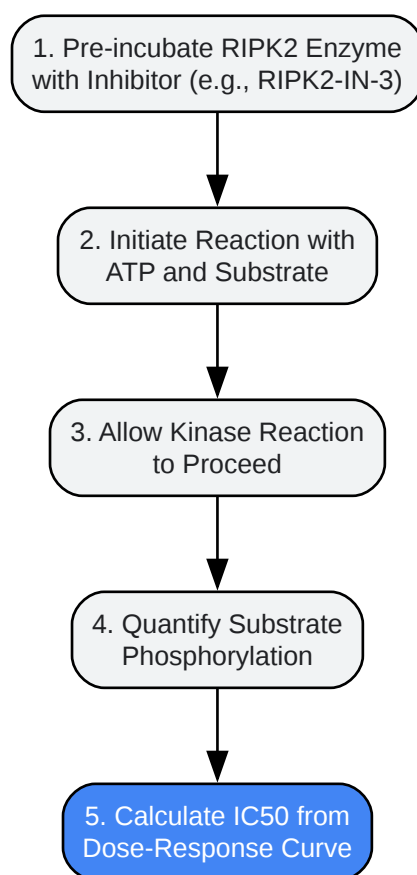 1. Pre-incubate RIPK2 Enzyme
with Inhibitor (e.g., RIPK2-IN-3)
2. Initiate Reaction with
ATP and Substrate
3. Allow Kinase Reaction
to Proceed
4. Quantify Substrate
Phosphorylation
5. Calculate IC50 from
Dose-Response Curve